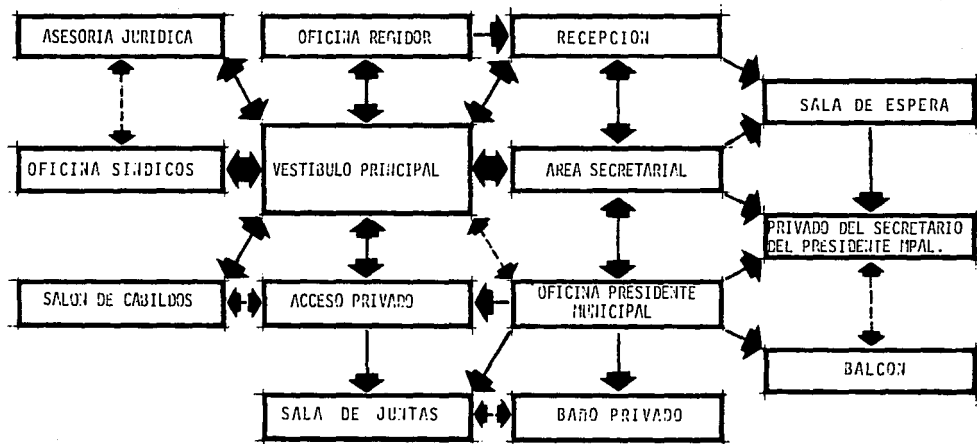 ASESORIA JURIDICA
OFICINA REGIDOR
RECEPCION
SALA DE ESPERA
OFICINA SINDICOS
VESTIBULO PRINCIPAL
AREA SECRETARIAL
PRIVADO DEL SECRETARIO
DEL PRESIDENTE MPAL.
SALON DE CABILDOS
ACCESO PRIVADO
OFICINA PRESIDENTE
MUNICIPAL
BALCON
SALA DE JUNTAS
BAÑO PRIVADO